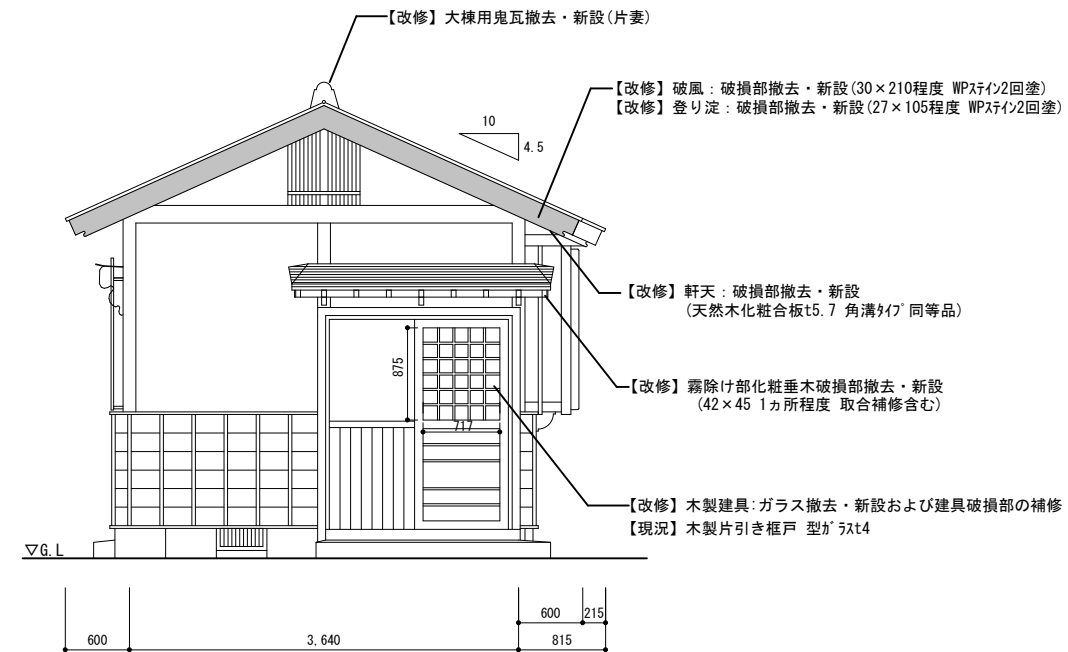 【改修】大棟用鬼瓦撤去・新設(片妻)
【改修】破風：破損部撤去・新設(30×210程度 WPｽﾃｲﾝ2回塗)
【改修】登り淀：破損部撤去・新設(27×105程度 WPｽﾃｲﾝ2回塗)
10
4.5
【改修】軒天：破損部撤去・新設
(天然木化粧合板t5.7 角溝ﾀｲﾌﾟ同等品)
875
【改修】霧除け部化粧垂木破損部撤去・新設
(42×45 1ヵ所程度 取合補修含む)
717
【改修】木製建具:ガラス撤去・新設および建具破損部の補修
【現況】木製片引き框戸 型ｶﾞﾗｽt4
▽G.L
600 215
600 3,640 815